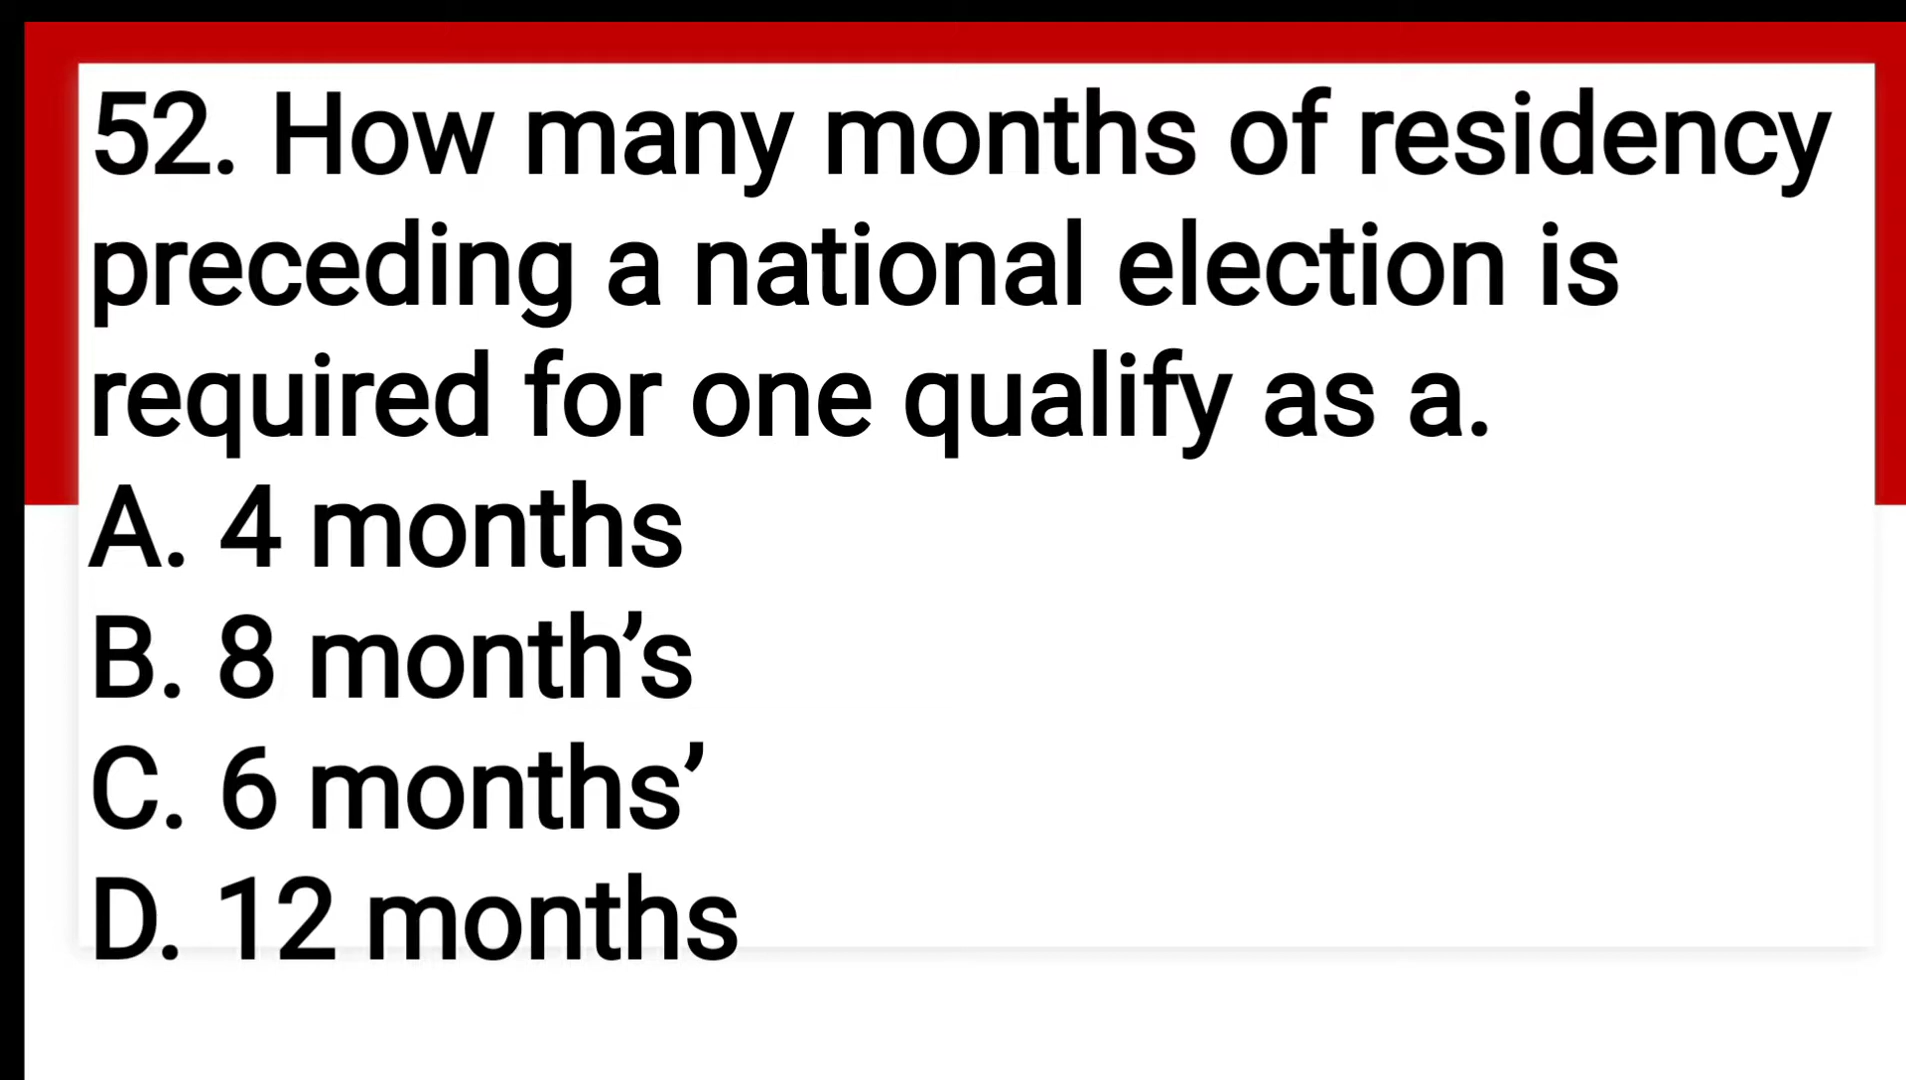 52. How many months of residency
preceding a national election is
required for one qualify as a.
A. 4 months
B. 8 month’s
C. 6 months’
D. 12 months